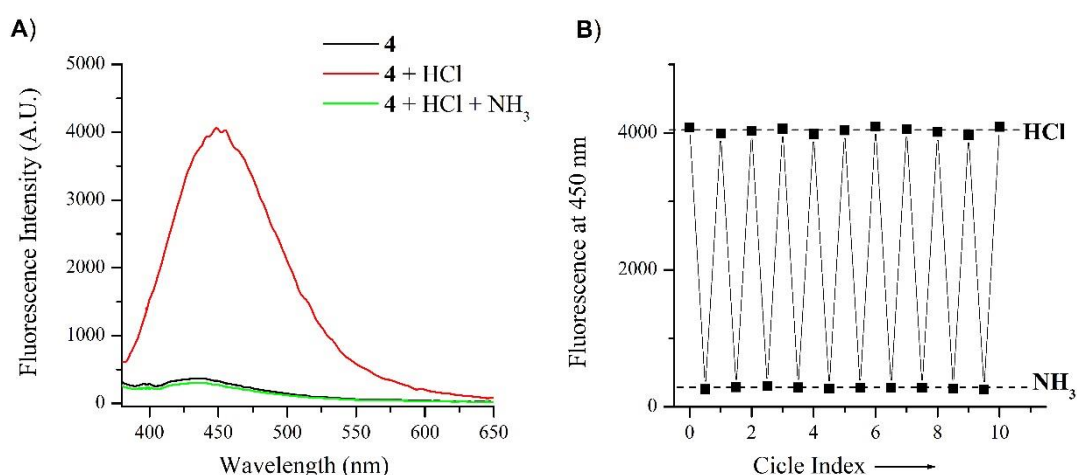 A)
4
4 + HCl
4 + HCl + NH₃
Fluorescence Intensity (A.U.)
5000
4000
3000
2000
1000
0
400 450 500 550 600 650
Wavelength (nm)
B)
Fluorescence at 450 nm
4000
2000
0
HCl
NH₃
0 2 4 6 8 10
Cicle Index →